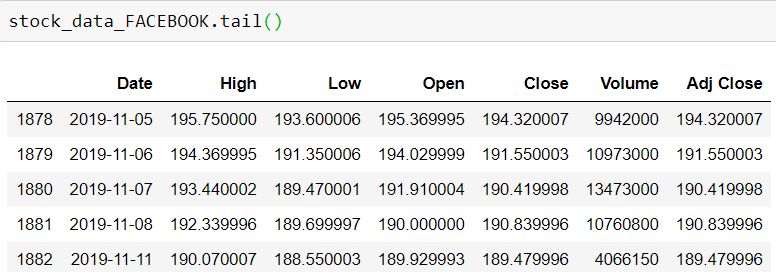 stock_data_FACEBOOK.tail()
Date High Low Open Close Volume Adj Close
1878 2019-11-05 195.750000 193.600006 195.369995 194.320007 9942000 194.320007
1879 2019-11-06 194.369995 191.350006 194.029999 191.550003 10973000 191.550003
1880 2019-11-07 193.440002 189.470001 191.910004 190.419998 13473000 190.419998
1881 2019-11-08 192.339996 189.699997 190.000000 190.839996 10760800 190.839996
1882 2019-11-11 190.070007 188.550003 189.929993 189.479996 4066150 189.479996